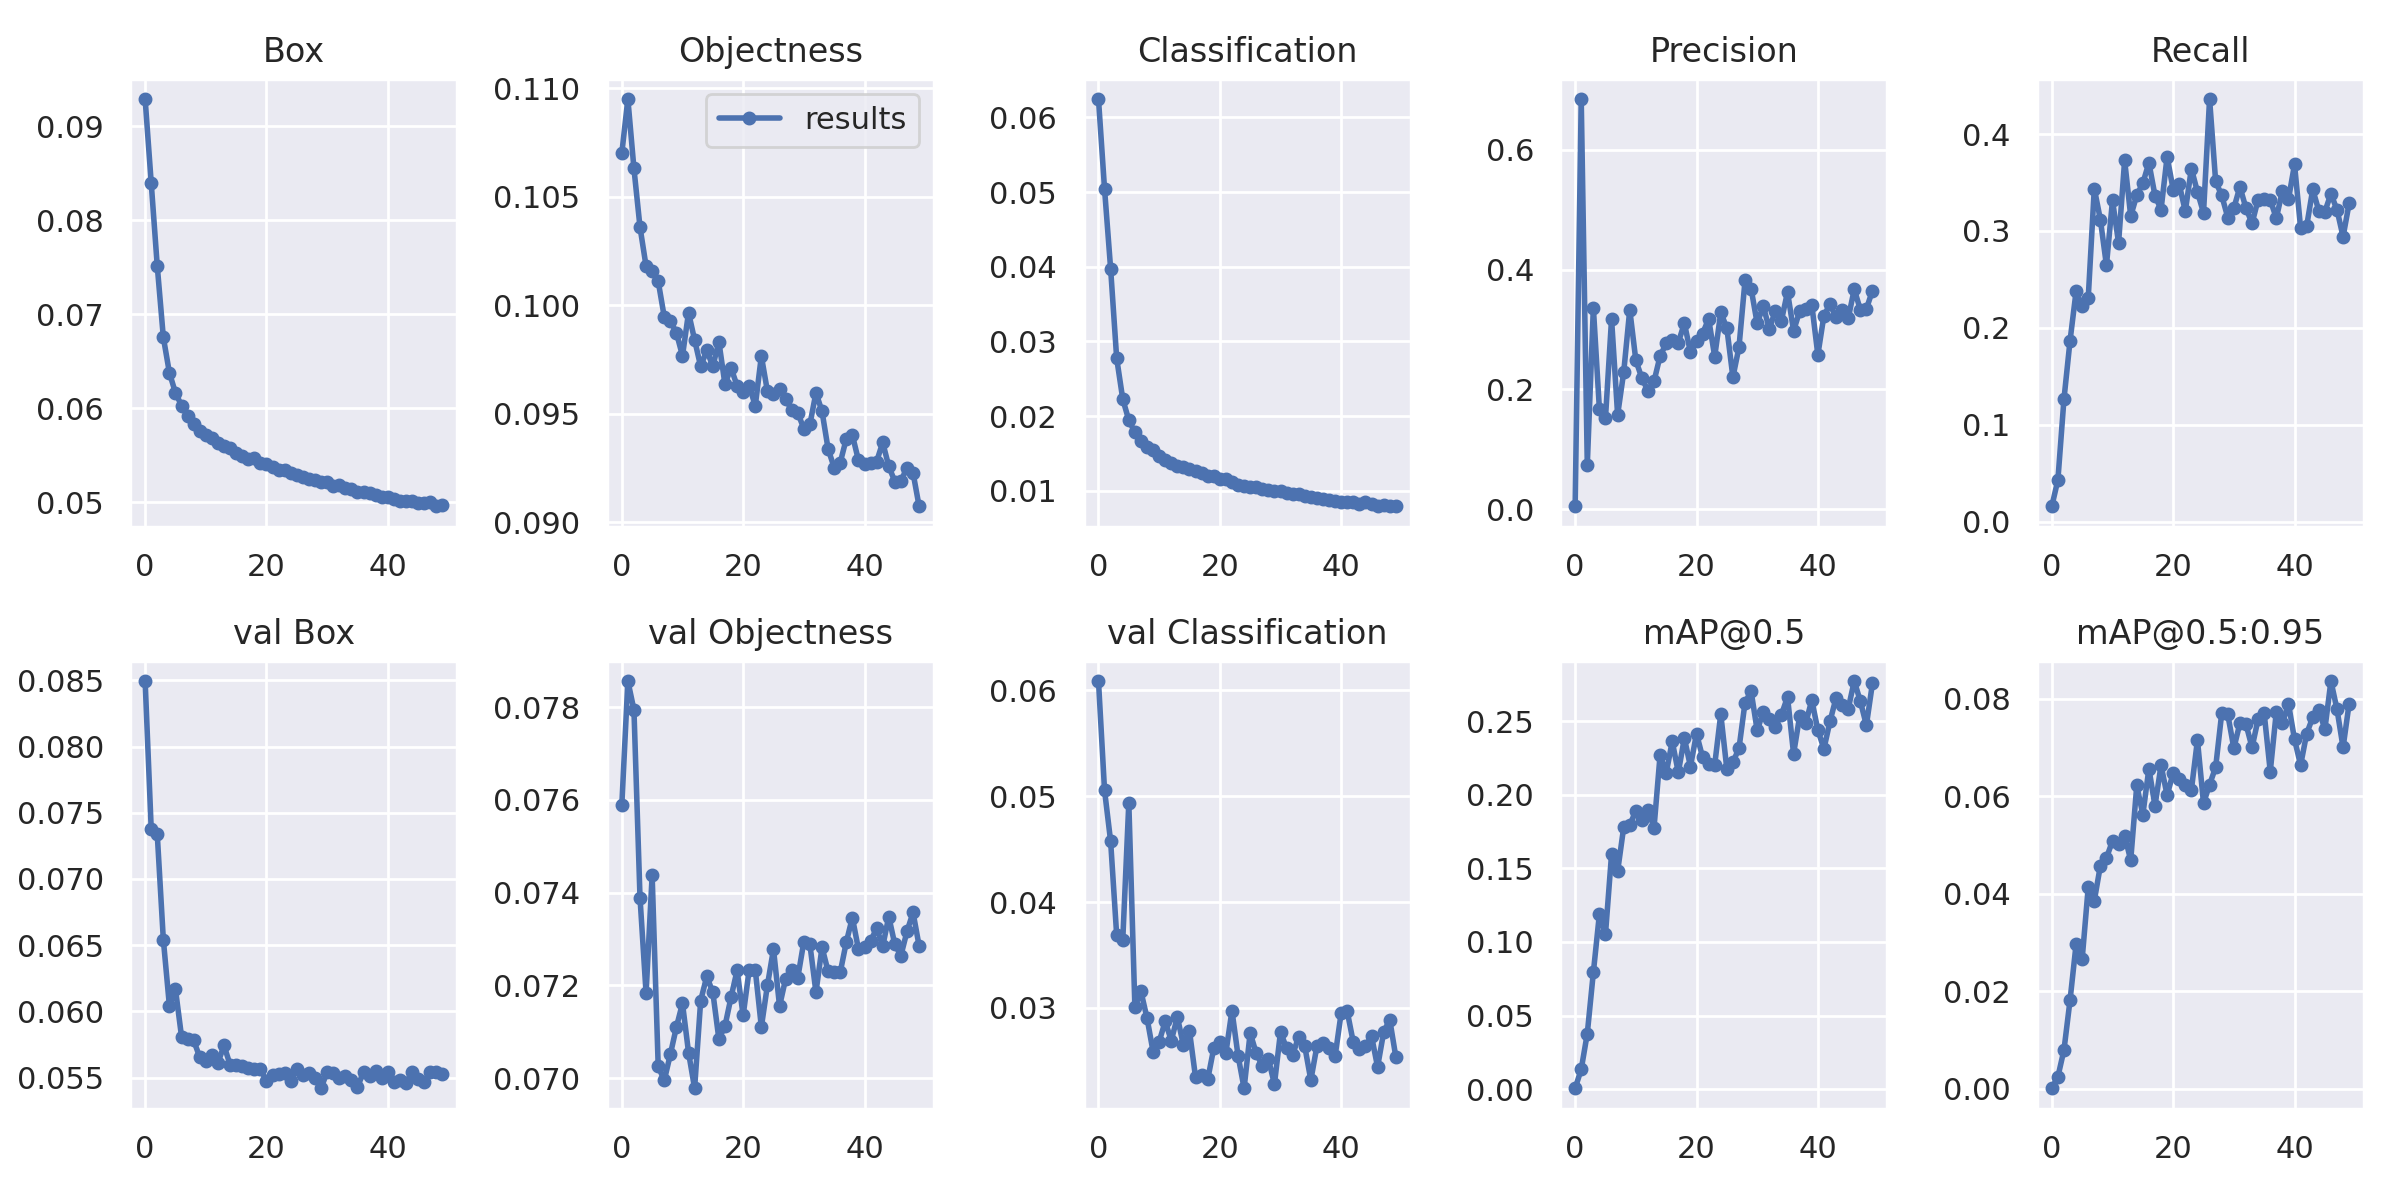 Box
Objectness
Classification
Precision
Recall
0.09
0.08
0.07
0.06
0.05
0 20 40
0.110
0.105
0.100
0.095
0.090
results
0 20 40
0.06
0.05
0.04
0.03
0.02
0.01
0 20 40
0.6
0.4
0.2
0.0
0 20 40
0.4
0.3
0.2
0.1
0.0
0 20 40
val Box
val Objectness
val Classification
mAP@0.5
mAP@0.5:0.95
0.085
0.080
0.075
0.070
0.065
0.060
0.055
0 20 40
0.078
0.076
0.074
0.072
0.070
0 20 40
0.06
0.05
0.04
0.03
0 20 40
0.25
0.20
0.15
0.10
0.05
0.00
0 20 40
0.08
0.06
0.04
0.02
0.00
0 20 40